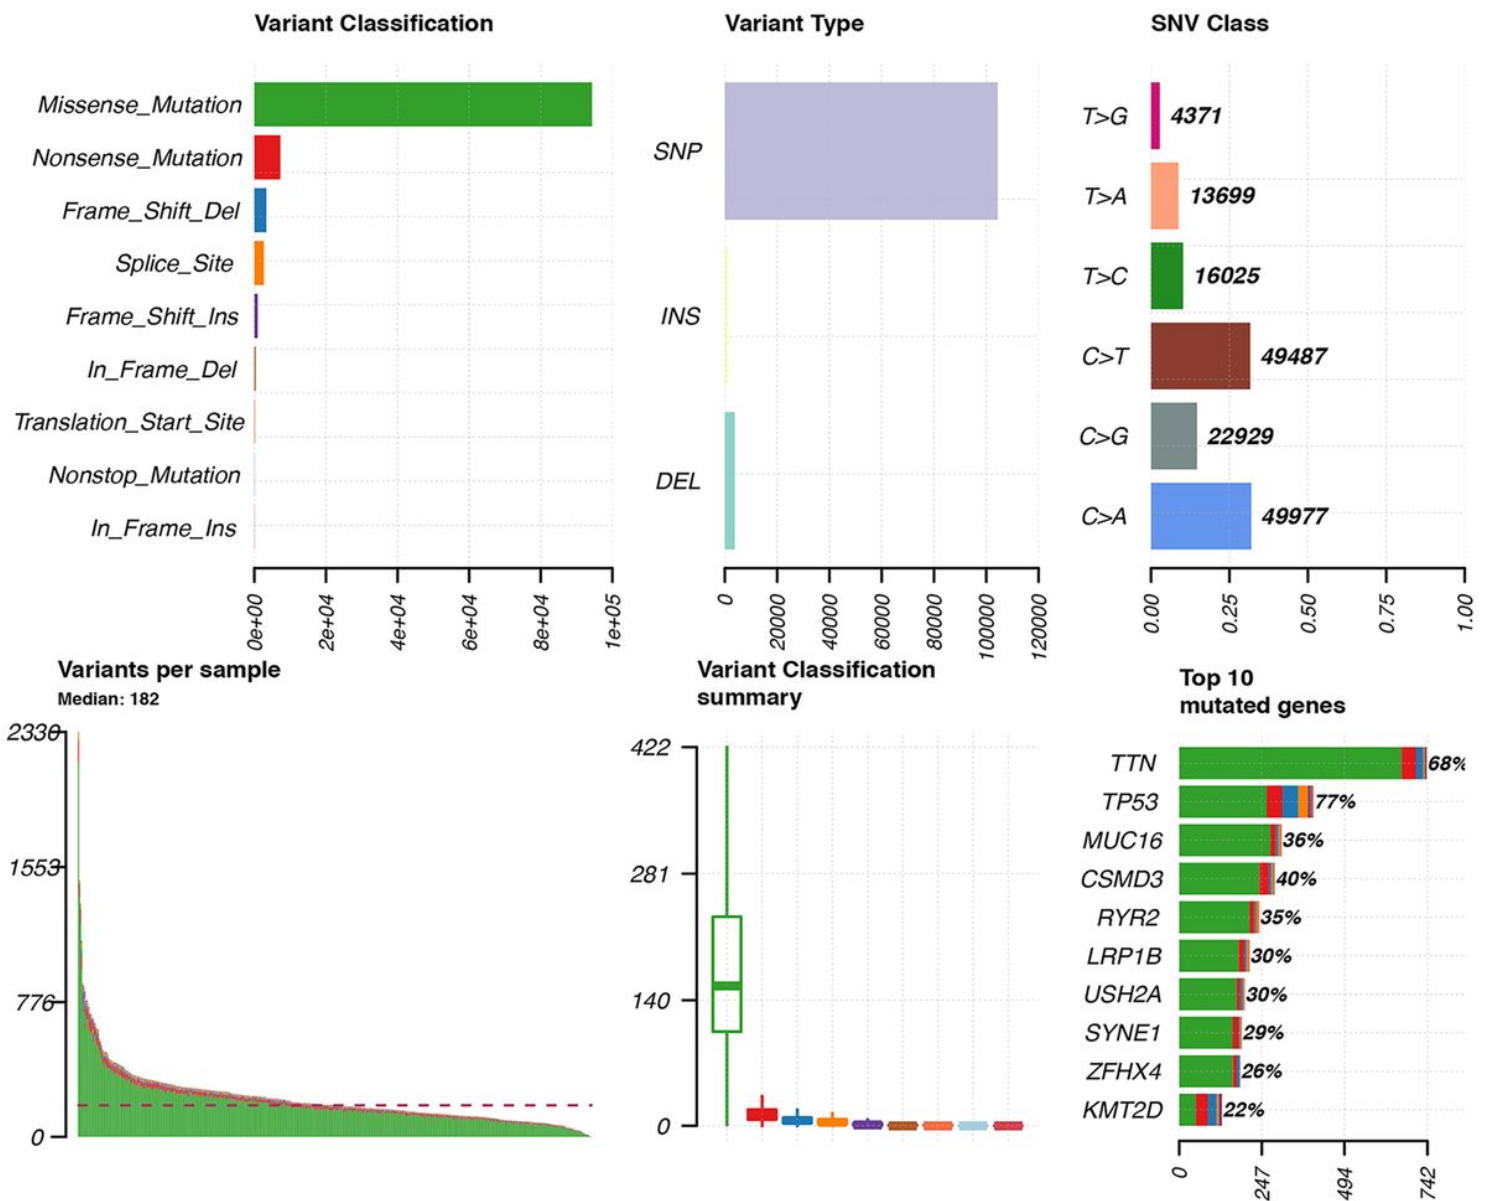 Variant Classification
Missense_Mutation
Nonsense_Mutation
Frame_Shift_Del
Splice_Site
Frame_Shift_Ins
In_Frame_Del
Translation_Start_Site
Nonstop_Mutation
In_Frame_Ins
0e+00
2e+04
4e+04
6e+04
8e+04
1e+05
Variant Type
SNP
INS
DEL
0
20000
40000
60000
80000
100000
120000
SNV Class
T>G 4371
T>A 13699
T>C 16025
C>T 49487
C>G 22929
C>A 49977
0.00
0.25
0.50
0.75
1.00
Variants per sample
Median: 182
2330
1553
776
0
Variant Classification
summary
422
281
140
0
Top 10
mutated genes
TTN 68%
TP53 77%
MUC16 36%
CSMD3 40%
RYR2 35%
LRP1B 30%
USH2A 30%
SYNE1 29%
ZFHX4 26%
KMT2D 22%
0
247
494
742